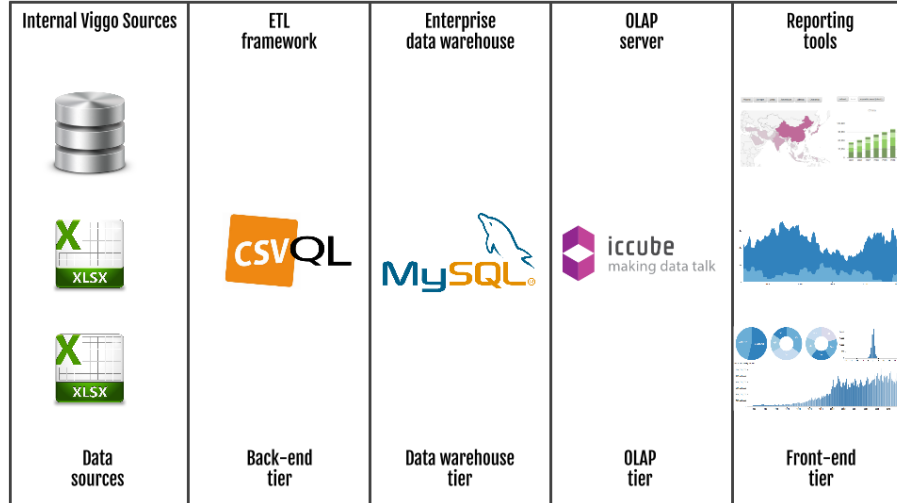 Internal Viggo Sources
ETL
framework
Enterprise
data warehouse
OLAP
server
Reporting
tools
XLSX
XLSX
CSVQL
MySQL
iccube
making data talk
Data
sources
Back-end
tier
Data warehouse
tier
OLAP
tier
Front-end
tier